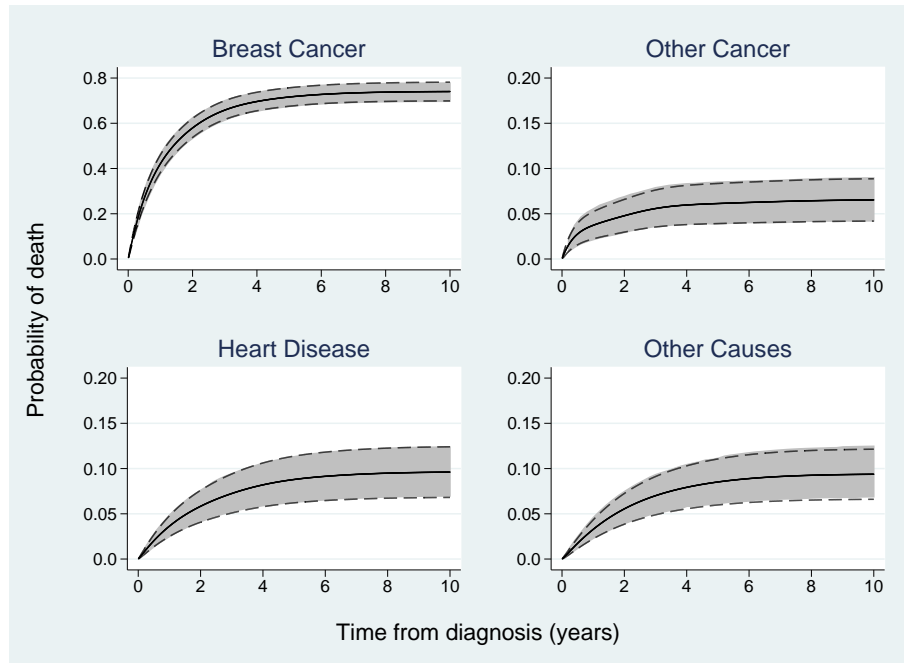 Breast Cancer
0.8
0.6
0.4
0.2
0.0
0 2 4 6 8 10
Other Cancer
0.20
0.15
0.10
0.05
0.00
0 2 4 6 8 10
Heart Disease
0.20
0.15
0.10
0.05
0.0
0 2 4 6 8 10
Other Causes
0.20
0.15
0.10
0.05
0.0
0 2 4 6 8 10
Probability of death
Time from diagnosis (years)